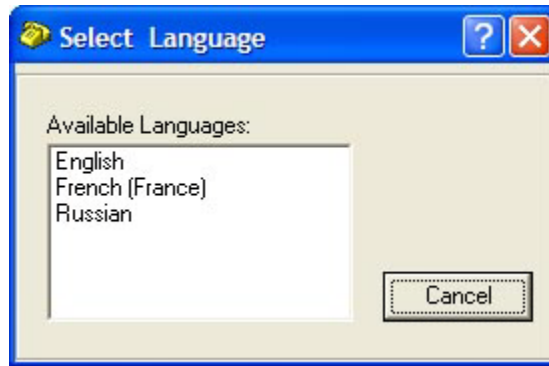 Select Language
Available Languages:
English
French (France)
Russian
Cancel